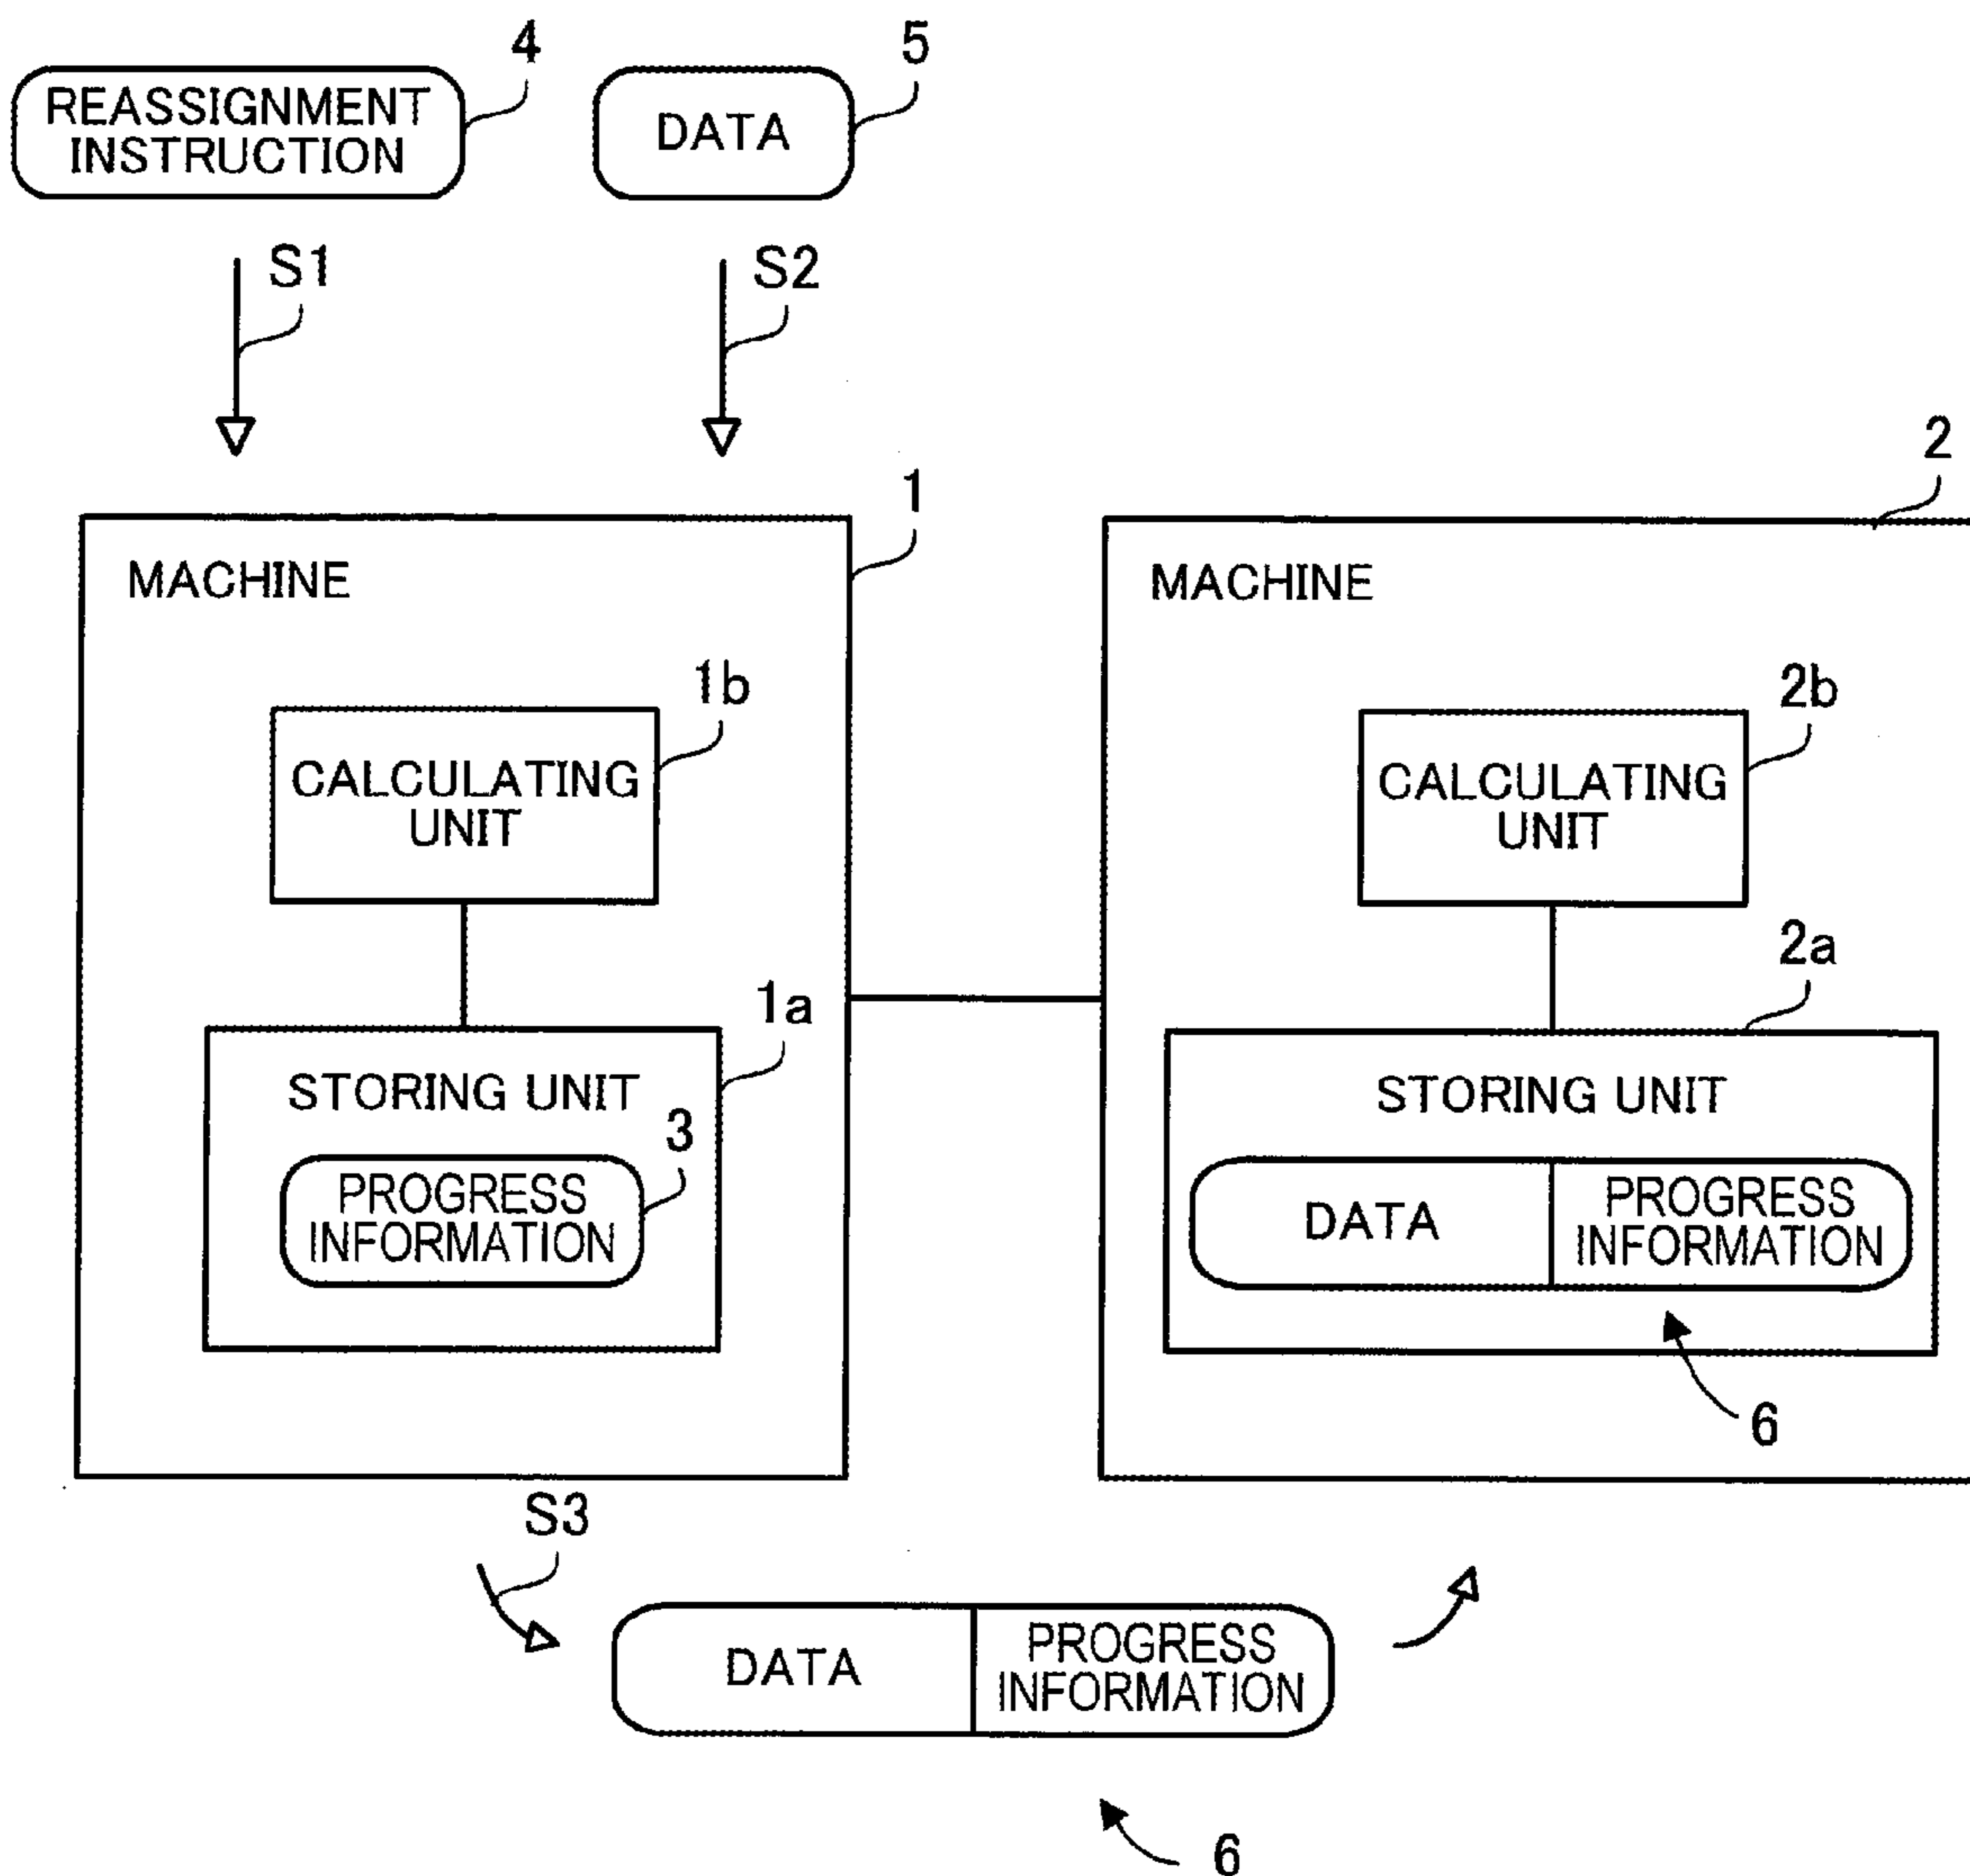 4
5
REASSIGNMENT
INSTRUCTION
DATA
S1
S2
1
2
MACHINE
MACHINE
1b
2b
CALCULATING
UNIT
CALCULATING
UNIT
1a
2a
STORING UNIT
STORING UNIT
3
PROGRESS
INFORMATION
DATA
PROGRESS
INFORMATION
6
S3
DATA
PROGRESS
INFORMATION
6